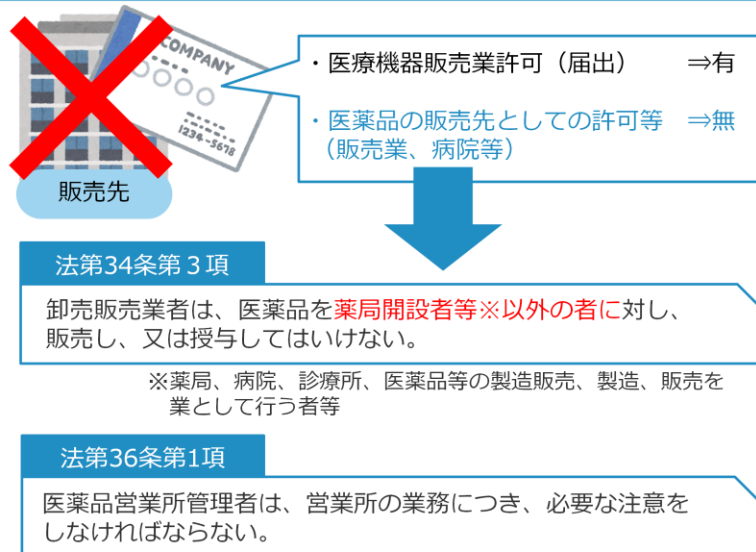 COMPANY
1234-5678
・医療機器販売業許可（届出）　⇒有
・医薬品の販売先としての許可等　⇒無
（販売業、病院等）
販売先
法第34条第３項
卸売販売業者は、医薬品を薬局開設者等※以外の者に対し、
販売し、又は授与してはいけない。
※薬局、病院、診療所、医薬品等の製造販売、製造、販売を
業として行う者等
法第36条第1項
医薬品営業所管理者は、営業所の業務につき、必要な注意を
しなければならない。